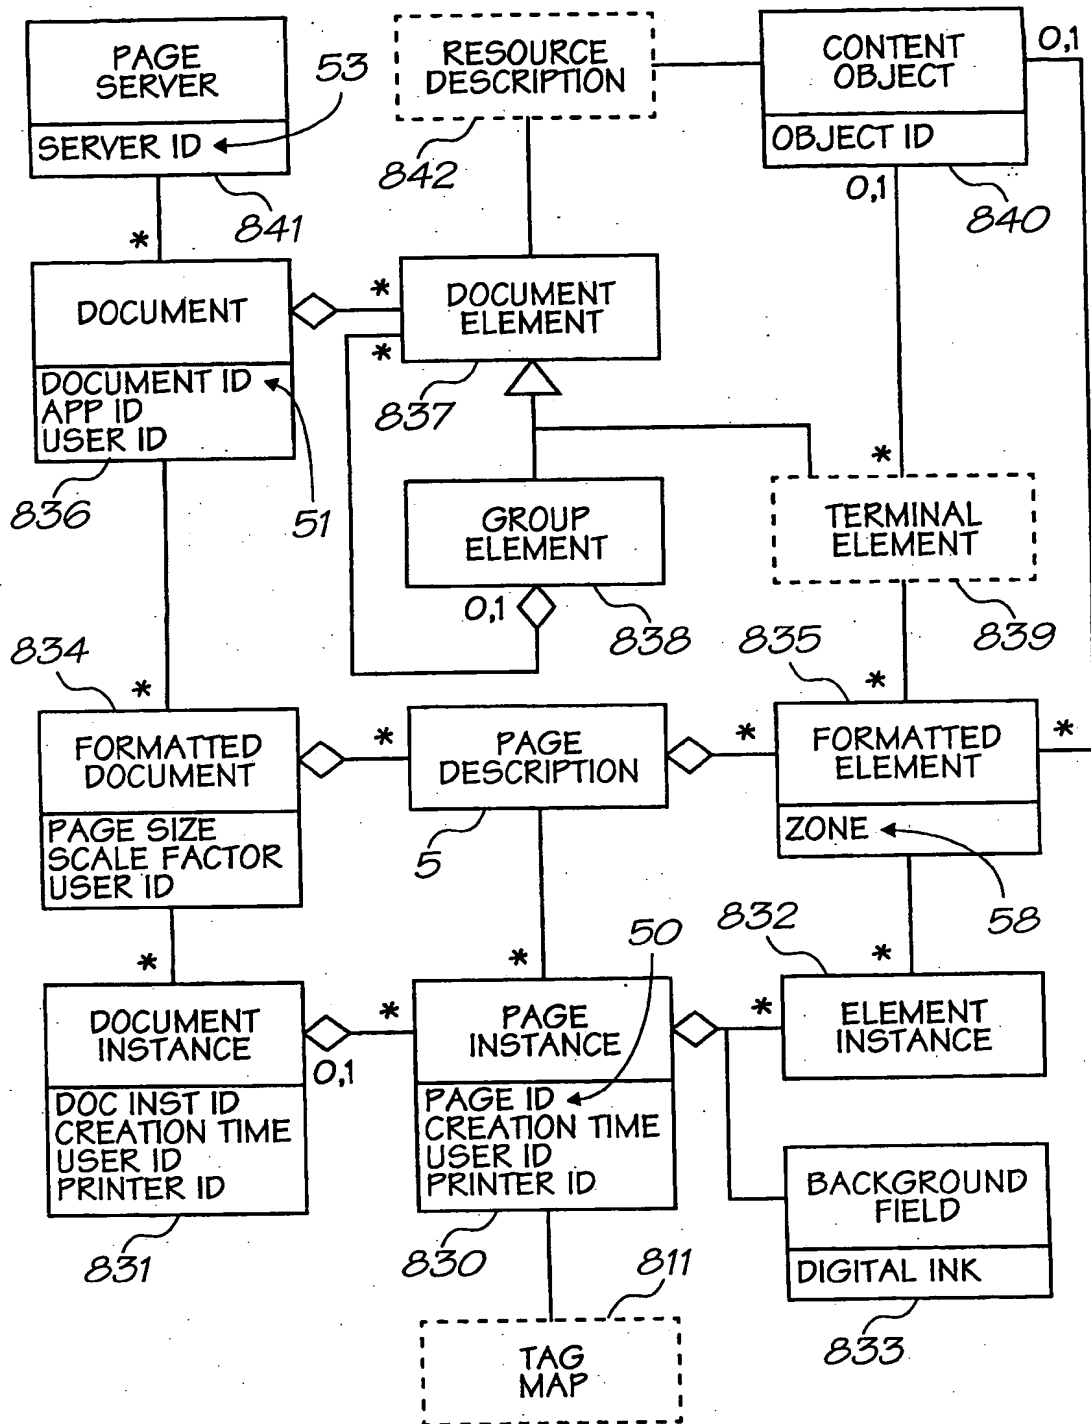 PAGE
SERVER
SERVER ID
53
841
RESOURCE
DESCRIPTION
842
CONTENT
OBJECT
OBJECT ID
0,1
0,1
840
*
DOCUMENT
DOCUMENT ID
APP ID
USER ID
836
51
*
*
DOCUMENT
ELEMENT
837
GROUP
ELEMENT
0,1
838
*
TERMINAL
ELEMENT
839
834
*
FORMATTED
DOCUMENT
PAGE SIZE
SCALE FACTOR
USER ID
*
PAGE
DESCRIPTION
5
835
*
*
FORMATTED
ELEMENT
*
ZONE
58
*
DOCUMENT
INSTANCE
0,1
DOC INST ID
CREATION TIME
USER ID
PRINTER ID
831
50
*
*
PAGE
INSTANCE
PAGE ID
CREATION TIME
USER ID
PRINTER ID
830
832
*
*
ELEMENT
INSTANCE
BACKGROUND
FIELD
DIGITAL INK
833
811
TAG
MAP